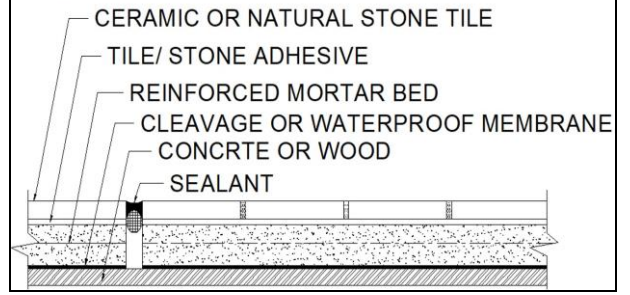 CERAMIC OR NATURAL STONE TILE
TILE/ STONE ADHESIVE
REINFORCED MORTAR BED
CLEAVAGE OR WATERPROOF MEMBRANE
CONCRTE OR WOOD
SEALANT